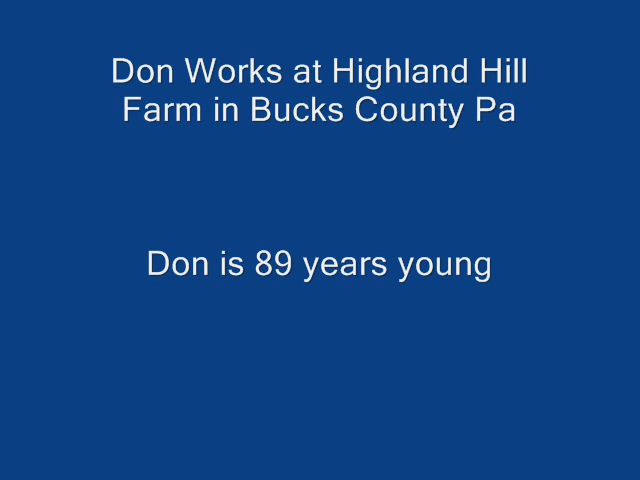 Don Works at Highland Hill
Farm in Bucks County Pa
Don is 89 years young